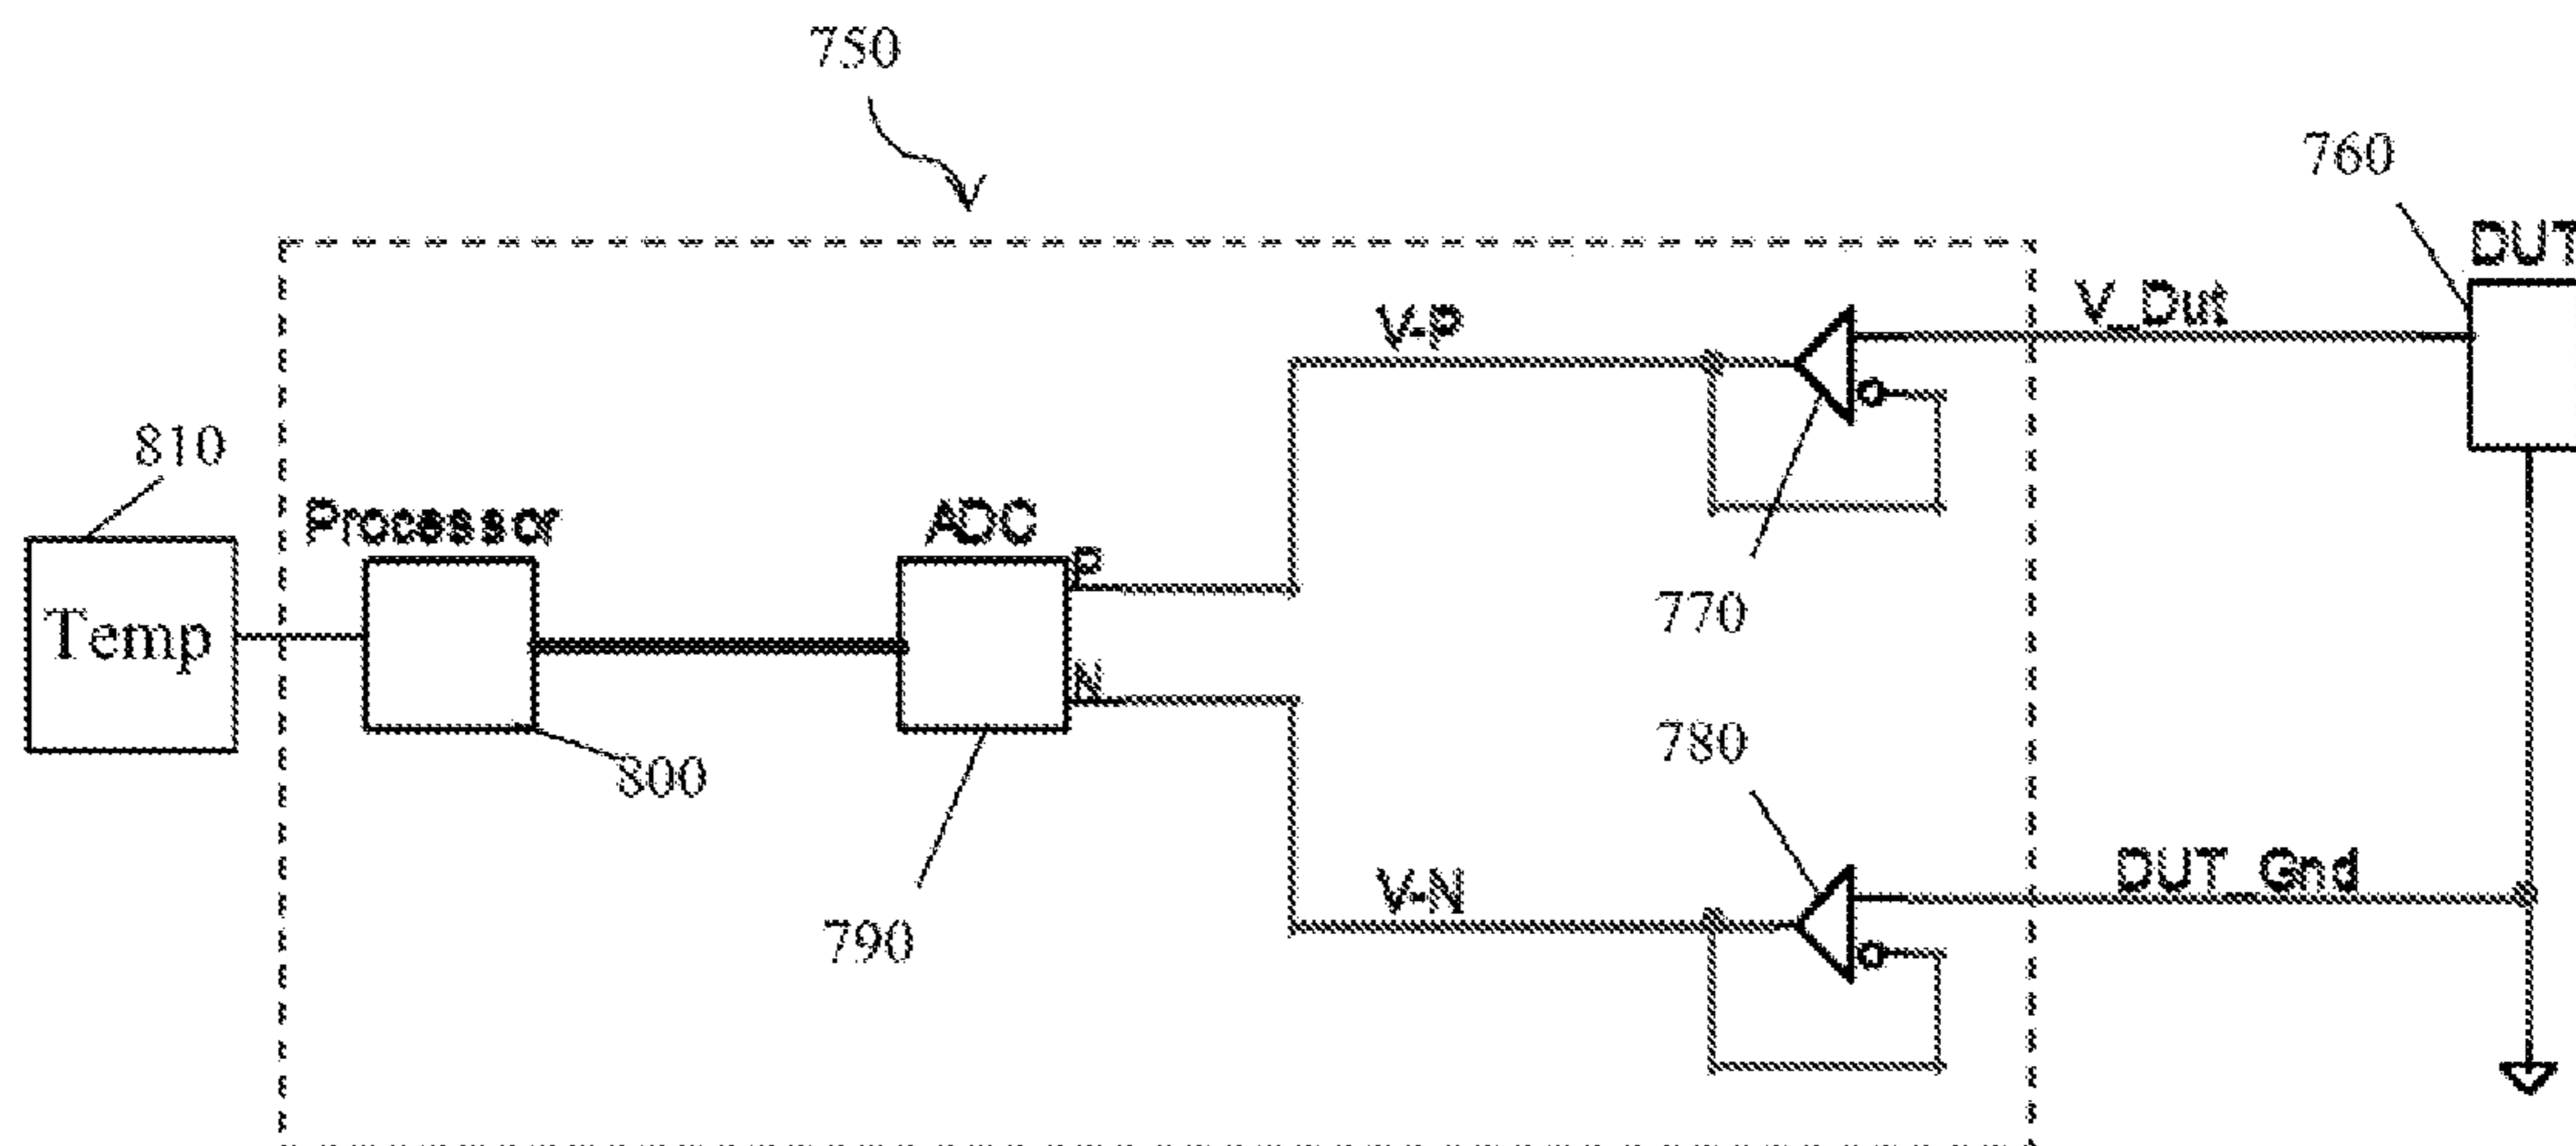 750
760
DUT
V_Dut
V-P
810
Processor
ADC
P
Temp
770
N
780
800
V-N
DUT_Gnd
790